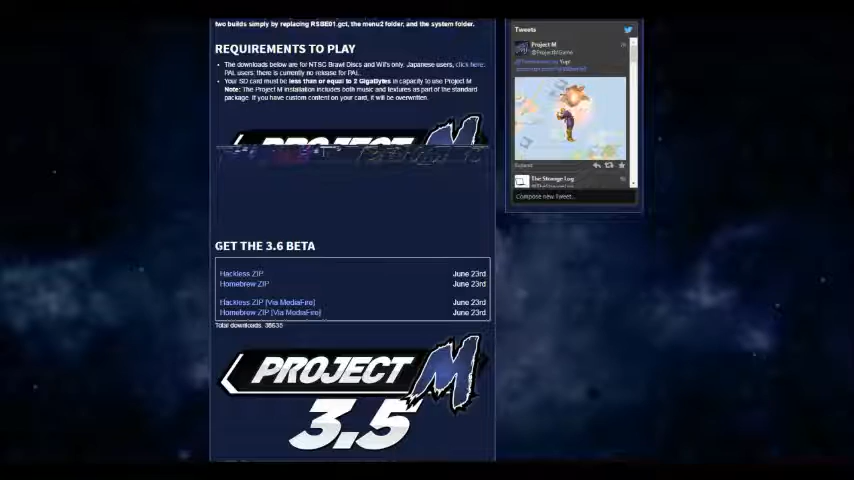 two builds simply by replacing RSBE01.gct, the menu2 folder, and the system folder.
REQUIREMENTS TO PLAY
The downloads below are for NTSC Brawl Discs and Wii's only. Japanese users, click here.
PAL users, there is currently no release for PAL.
Your SD card must be less than or equal to 2 GigaBytes in capacity to use Project M
Note: The Project M installation includes both music and textures as part of the standard
package. If you have custom content on your card, it will be overwritten.
PROJECT M
GET THE 3.6 BETA
Hackless ZIP June 23rd
Homebrew ZIP June 23rd
Hackless ZIP [Via MediaFire] June 23rd
Homebrew ZIP [Via MediaFire] June 23rd
Total downloads:
PROJECT M
3.5
Tweets
Project M
@ProjectMGame
Yup!
Expand
The Storage Log
Compose new Tweet...